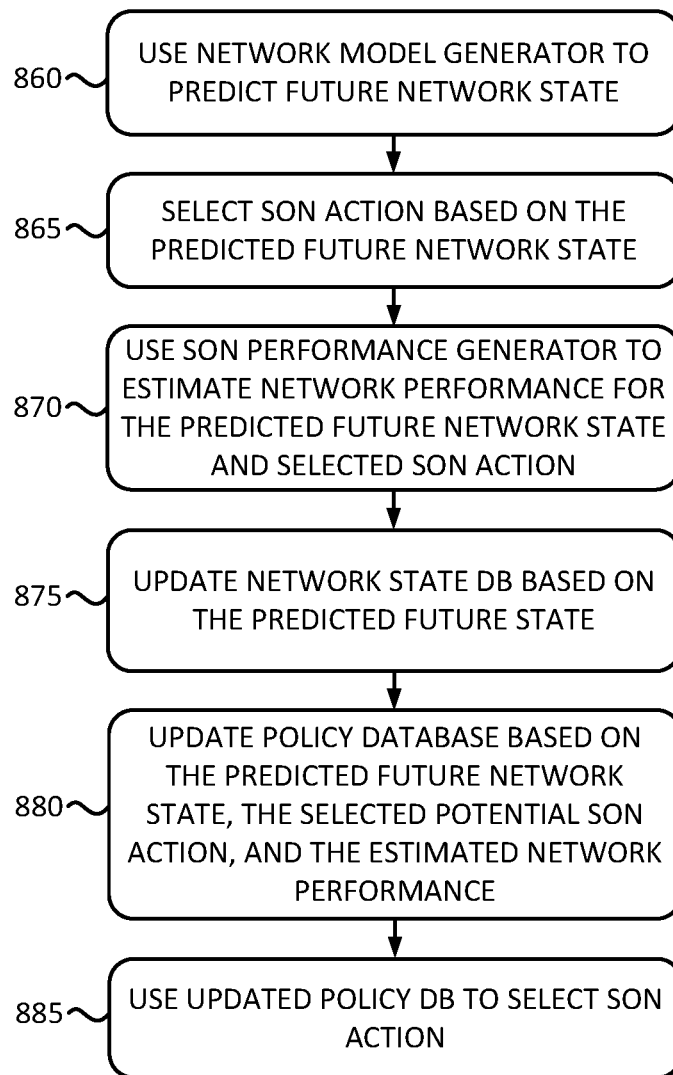 860
USE NETWORK MODEL GENERATOR TO
PREDICT FUTURE NETWORK STATE
865
SELECT SON ACTION BASED ON THE
PREDICTED FUTURE NETWORK STATE
870
USE SON PERFORMANCE GENERATOR TO
ESTIMATE NETWORK PERFORMANCE FOR
THE PREDICTED FUTURE NETWORK STATE
AND SELECTED SON ACTION
875
UPDATE NETWORK STATE DB BASED ON
THE PREDICTED FUTURE STATE
880
UPDATE POLICY DATABASE BASED ON
THE PREDICTED FUTURE NETWORK
STATE, THE SELECTED POTENTIAL SON
ACTION, AND THE ESTIMATED NETWORK
PERFORMANCE
885
USE UPDATED POLICY DB TO SELECT SON
ACTION